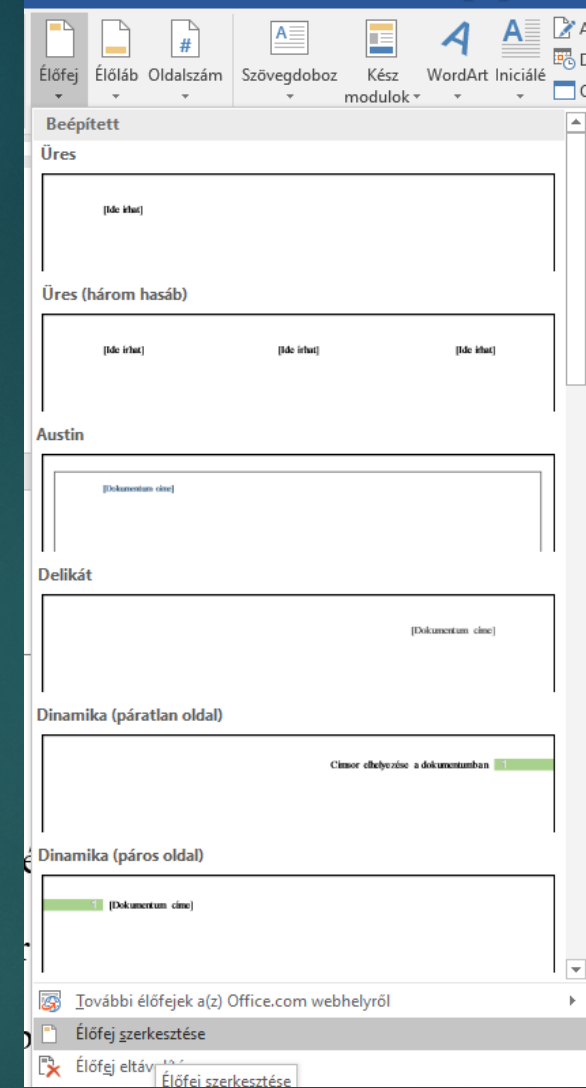 Élőfej Élőláb Oldalszám Szövegdoboz Kész modulok WordArt Iniciálé
#
A
A
A
Beépített
Üres
[Ide írhat]
Üres (három hasáb)
[Ide írhat] [Ide írhat] [Ide írhat]
Austin
[Dokumentum címe]
Delikát
[Dokumentum címe]
Dinamika (páratlan oldal)
Címsor elhelyezése a dokumentumban 1
Dinamika (páros oldal)
1 [Dokumentum címe]
További élőfejek a(z) Office.com webhelyről
Élőfej szerkesztése
Élőfej
Élőfej szerkesztése